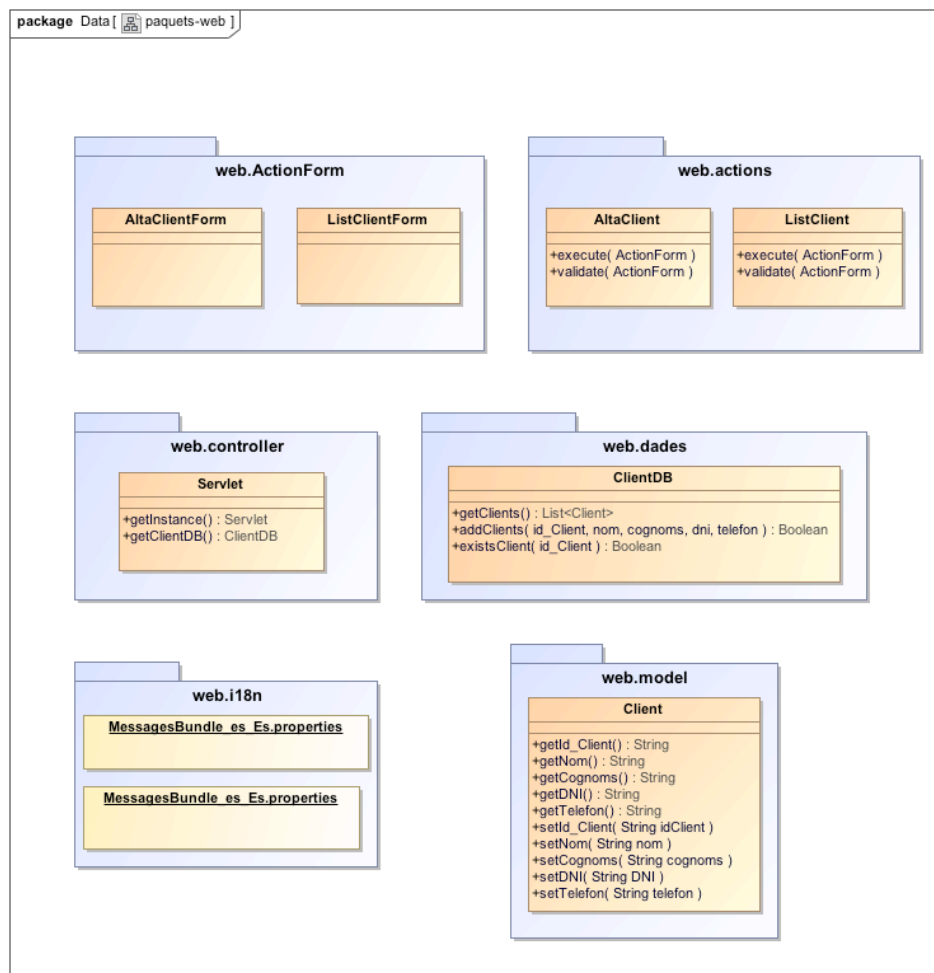 package Data [ paquets-web ]
web.ActionForm
AltaClientForm
ListClientForm
web.actions
AltaClient
+execute( ActionForm )
+validate( ActionForm )
ListClient
+execute( ActionForm )
+validate( ActionForm )
web.controller
Servlet
+getInstance() : Servlet
+getClientDB() : ClientDB
web.dades
ClientDB
+getClients() : List<Client>
+addClients( id_Client, nom, cognoms, dni, telefon ) : Boolean
+existsClient( id_Client ) : Boolean
web.i18n
MessagesBundle_es_Es.properties
MessagesBundle_es_Es.properties
web.model
Client
+getId_Client() : String
+getNom() : String
+getCognoms() : String
+getDNI() : String
+getTelefon() : String
+setId_Client( String idClient )
+setNom( String nom )
+setCognoms( String cognoms )
+setDNI( String DNI )
+setTelefon( String telefon )